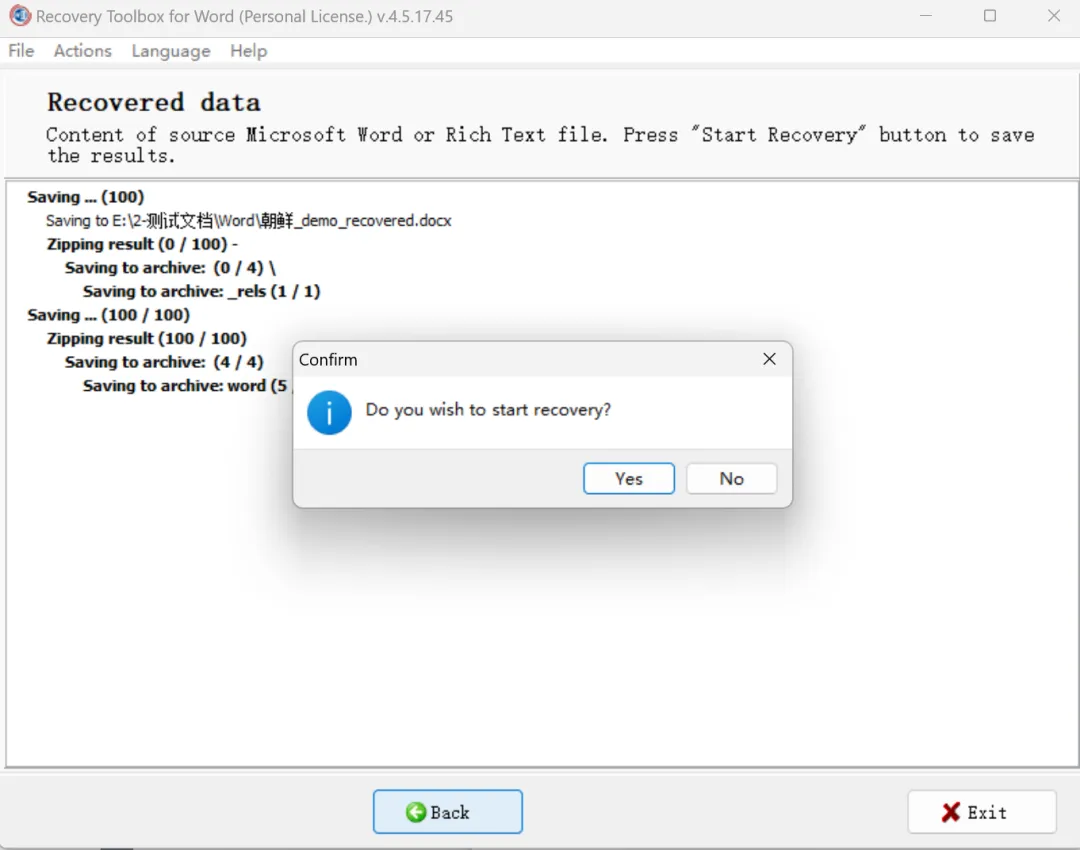 Recovery Toolbox for Word (Personal License.) v.4.5.17.45
File Actions Language Help
Recovered data
Content of source Microsoft Word or Rich Text file. Press "Start Recovery" button to save
the results.
Saving ... (100)
Saving to E:\2-测试文档\Word\朝鲜_demo_recovered.docx
Zipping result (0 / 100) -
Saving to archive: (0 / 4) \
Saving to archive: _rels (1 / 1)
Saving ... (100 / 100)
Zipping result (100 / 100)
Saving to archive: (4 / 4)
Saving to archive: word (5
Confirm
Do you wish to start recovery?
Yes No
Back Exit